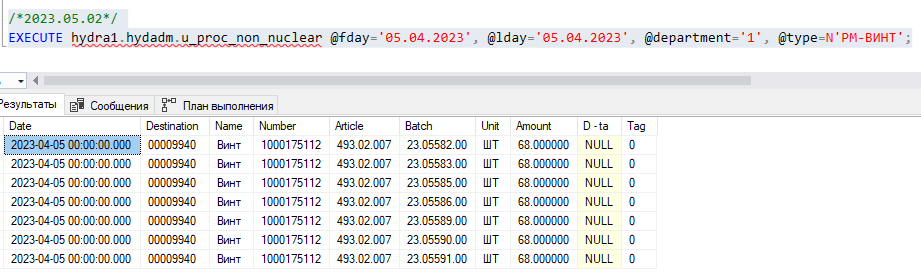 /*2023.05.02*/
EXECUTE hydra1.hydadm.u_proc_non_nuclear @fday='05.04.2023', @lday='05.04.2023', @department='1', @type=N'РМ-ВИНТ';
Результаты Сообщения План выполнения
Date Destination Name Number Article Batch Unit Amount D - ta Tag
2023-04-05 00:00:00.000 00009940 Винт 1000175112 493.02.007 23.05582.00 ШТ 68.000000 NULL 0
2023-04-05 00:00:00.000 00009940 Винт 1000175112 493.02.007 23.05583.00 ШТ 68.000000 NULL 0
2023-04-05 00:00:00.000 00009940 Винт 1000175112 493.02.007 23.05585.00 ШТ 68.000000 NULL 0
2023-04-05 00:00:00.000 00009940 Винт 1000175112 493.02.007 23.05586.00 ШТ 68.000000 NULL 0
2023-04-05 00:00:00.000 00009940 Винт 1000175112 493.02.007 23.05589.00 ШТ 68.000000 NULL 0
2023-04-05 00:00:00.000 00009940 Винт 1000175112 493.02.007 23.05590.00 ШТ 68.000000 NULL 0
2023-04-05 00:00:00.000 00009940 Винт 1000175112 493.02.007 23.05591.00 ШТ 68.000000 NULL 0